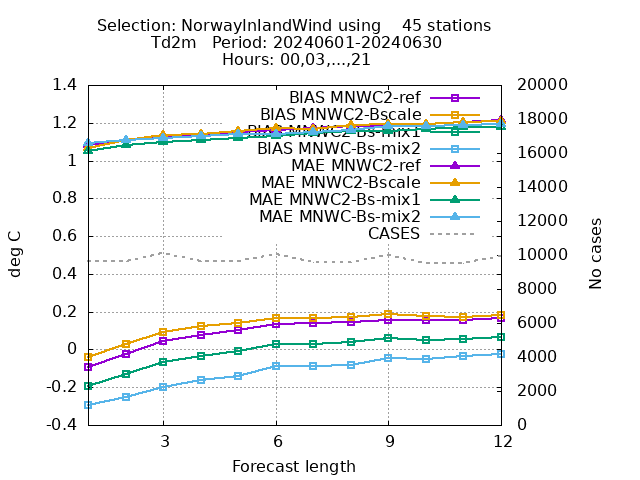 Selection: NorwayInlandWind using 45 stations
Td2m Period: 20240601-20240630
Hours: 00,03,...,21
1.4
1.2
1
0.8
0.6
0.4
0.2
0
-0.2
-0.4
deg C
BIAS MNWC2-ref
BIAS MNWC2-Bscale
BIAS MNWC2-Bs-mix1
BIAS MNWC-Bs-mix2
MAE MNWC2-ref
MAE MNWC2-Bscale
MAE MNWC2-Bs-mix1
MAE MNWC-Bs-mix2
CASES
20000
18000
16000
14000
12000
10000
8000
6000
4000
2000
0
No cases
3 6 9 12
Forecast length